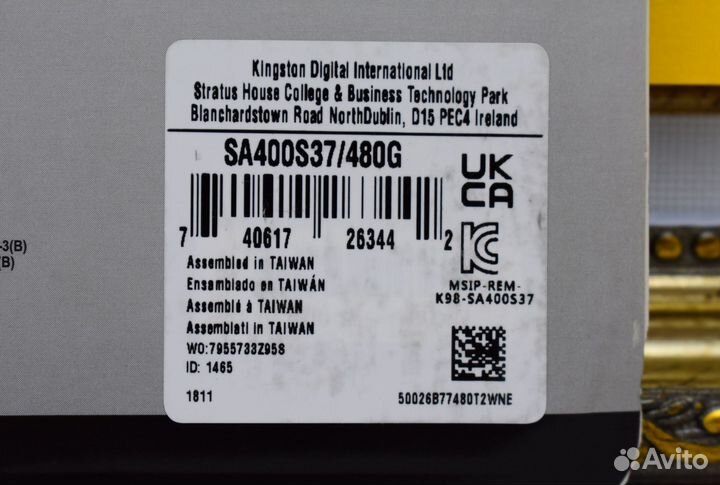 Kingston Digital International Ltd
Stratus House College & Business Technology Park
Blanchardstown Road NorthDublin, D15 PEC4 Ireland
SA400S37/480G
UK
CA
7 40617 26344 2
Assembled in TAIWAN
Ensamblado en TAIWÁN
Assemblé à TAIWAN
Assemblati in TAIWAN
WO:7955733Z958
ID: 1465
1811
MSIP-REM-
K98-SA400S37
50026B77480T2WNE
-3(B)
(B)
Avito